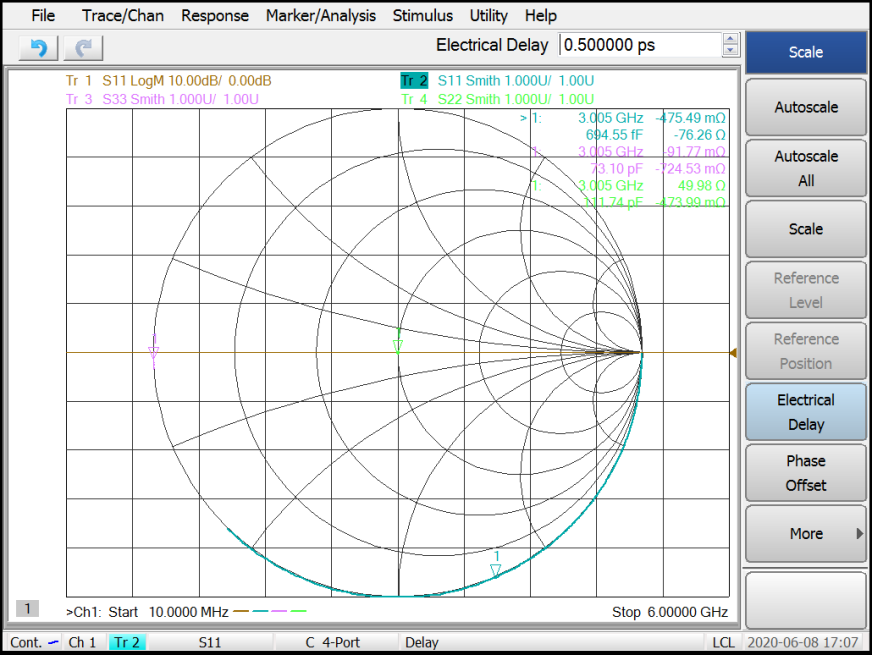 File Trace/Chan Response Marker/Analysis Stimulus Utility Help
Electrical Delay 0.500000 ps
Scale
Tr 1 S11 LogM 10.00dB/ 0.00dB
Tr 2 S11 Smith 1.000U/ 1.00U
Tr 3 S33 Smith 1.000U/ 1.00U
Tr 4 S22 Smith 1.000U/ 1.00U
> 1: 3.005 GHz -475.49 mΩ
694.55 fF -76.26 Ω
1: 3.005 GHz -91.77 mΩ
73.10 pF -724.53 mΩ
1: 3.005 GHz 49.98 Ω
111.74 pF -473.99 mΩ
1
1
1
1
>Ch1: Start 10.0000 MHz
Stop 6.00000 GHz
Autoscale
Autoscale
All
Scale
Reference
Level
Reference
Position
Electrical
Delay
Phase
Offset
More
Cont. Ch 1 Tr 2 S11 C 4-Port Delay LCL 2020-06-08 17:07